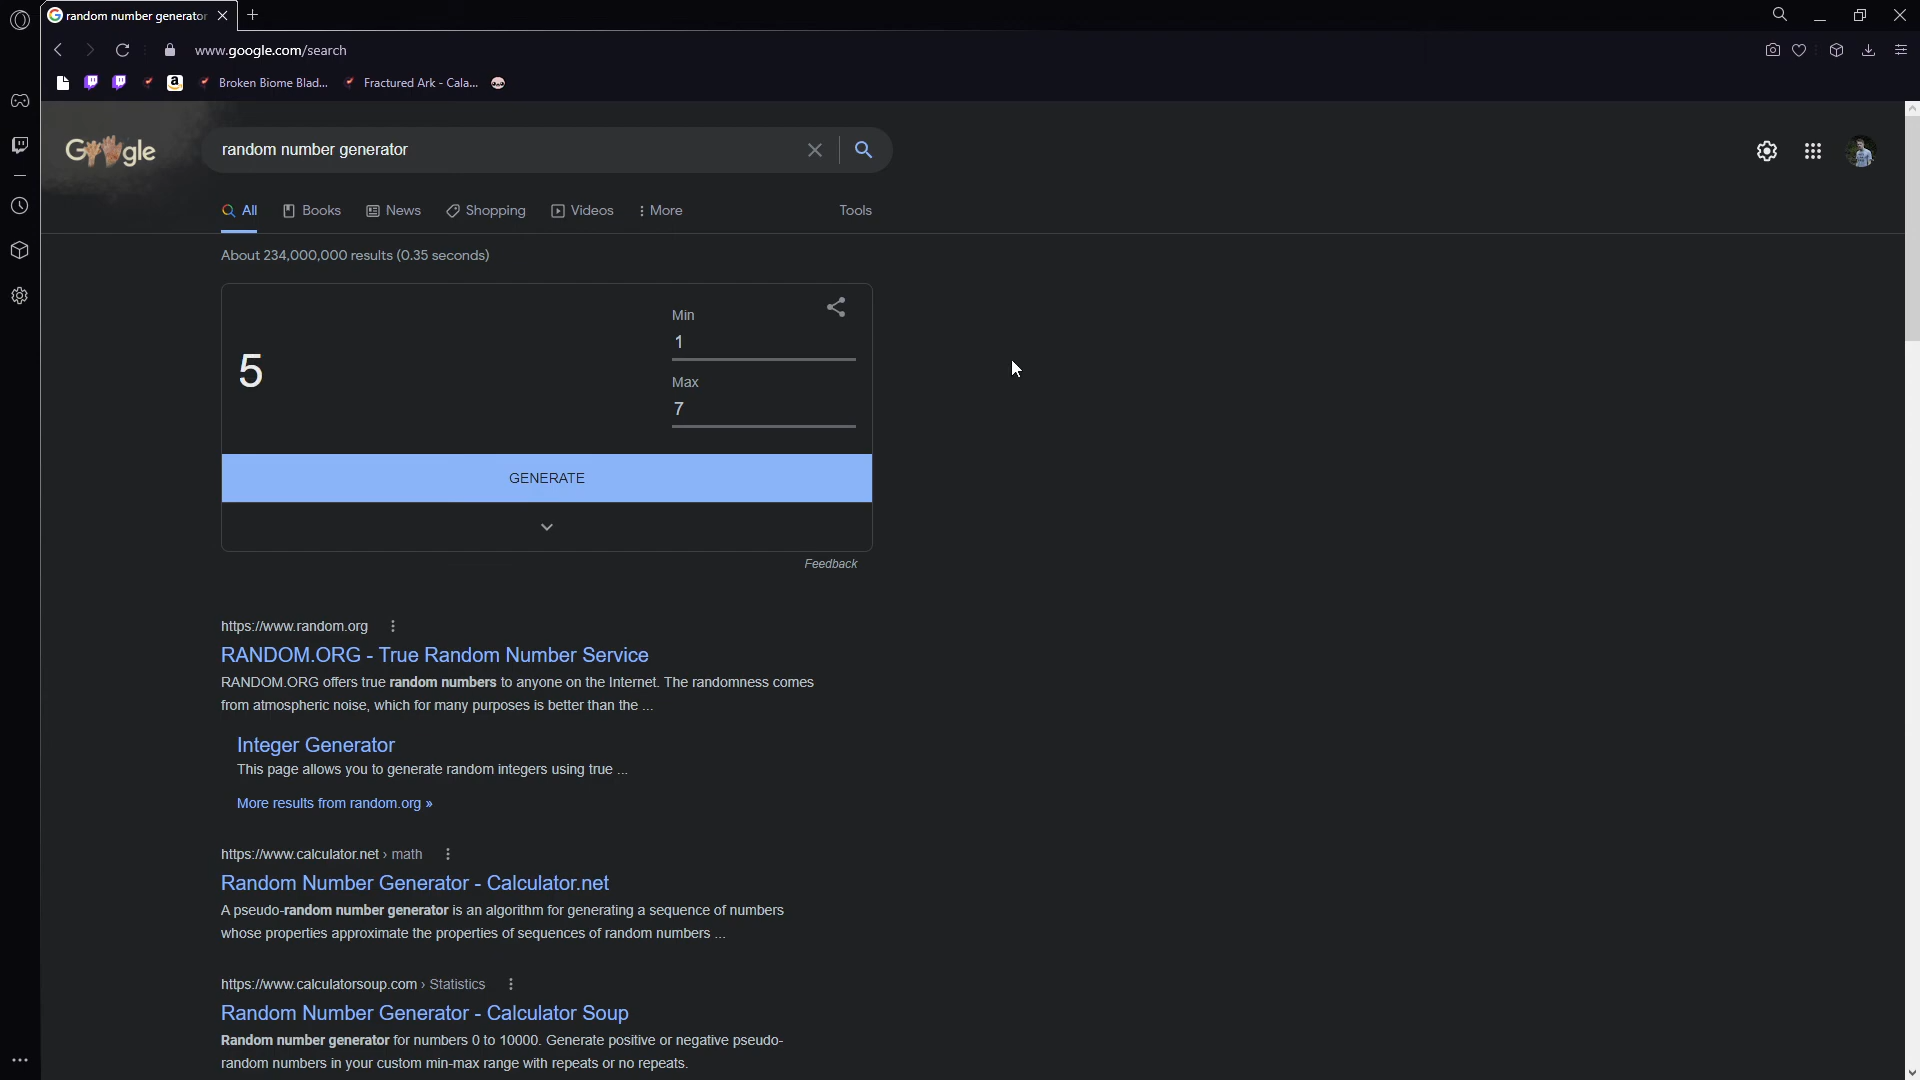 random number generator
www.google.com/search
Broken Biome Blad...
Fractured Ark - Cala...
Google
random number generator
All
Books
News
Shopping
Videos
More
Tools
About 234,000,000 results (0.35 seconds)
5
Min
1
Max
7
GENERATE
Feedback
https://www.random.org
RANDOM.ORG - True Random Number Service
RANDOM.ORG offers true random numbers to anyone on the Internet. The randomness comes
from atmospheric noise, which for many purposes is better than the ...
Integer Generator
This page allows you to generate random integers using true ...
More results from random.org »
https://www.calculator.net › math
Random Number Generator - Calculator.net
A pseudo-random number generator is an algorithm for generating a sequence of numbers
whose properties approximate the properties of sequences of random numbers ...
https://www.calculatorsoup.com › Statistics
Random Number Generator - Calculator Soup
Random number generator for numbers 0 to 10000. Generate positive or negative pseudo-
random numbers in your custom min-max range with repeats or no repeats.